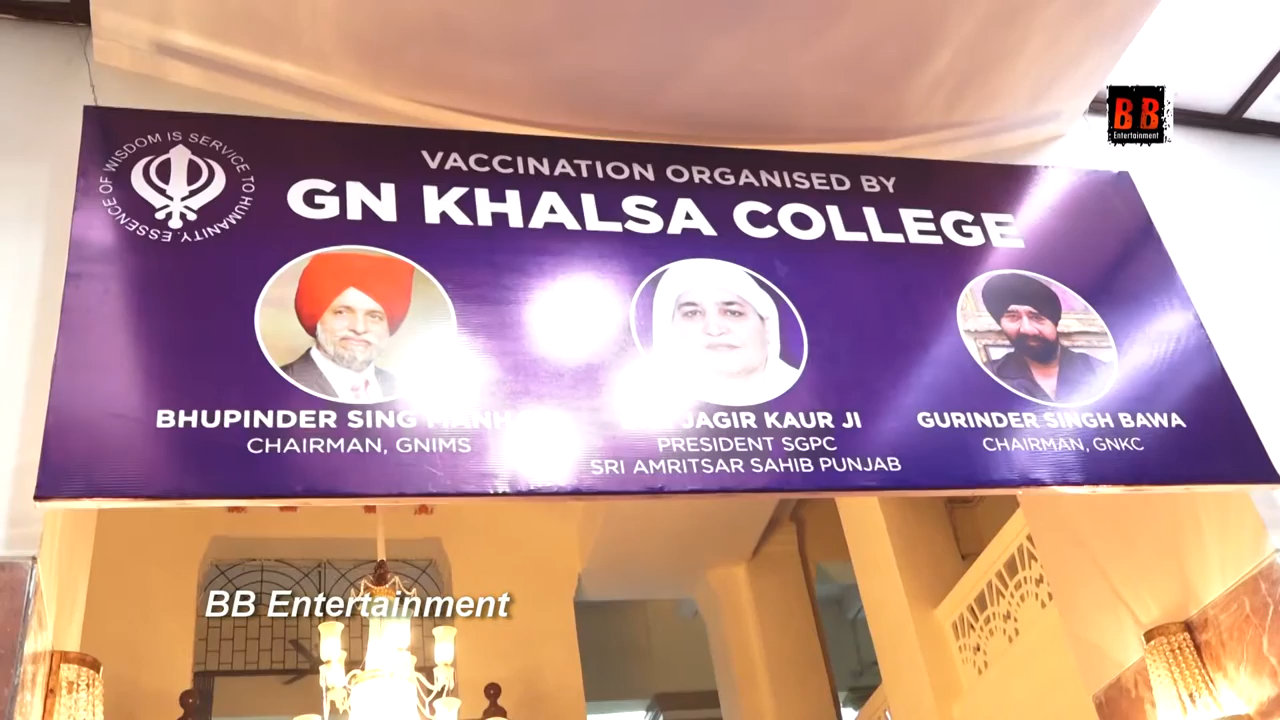 BB
Entertainment
ESSENCE OF WISDOM IS SERVICE TO HUMANITY.
VACCINATION ORGANISED BY
GN KHALSA COLLEGE
BHUPINDER SING
CHAIRMAN, GNIMS
JAGIR KAUR JI
PRESIDENT SGPC
SRI AMRITSAR SAHIB PUNJAB
GURINDER SINGH BAWA
CHAIRMAN, GNKC
BB Entertainment